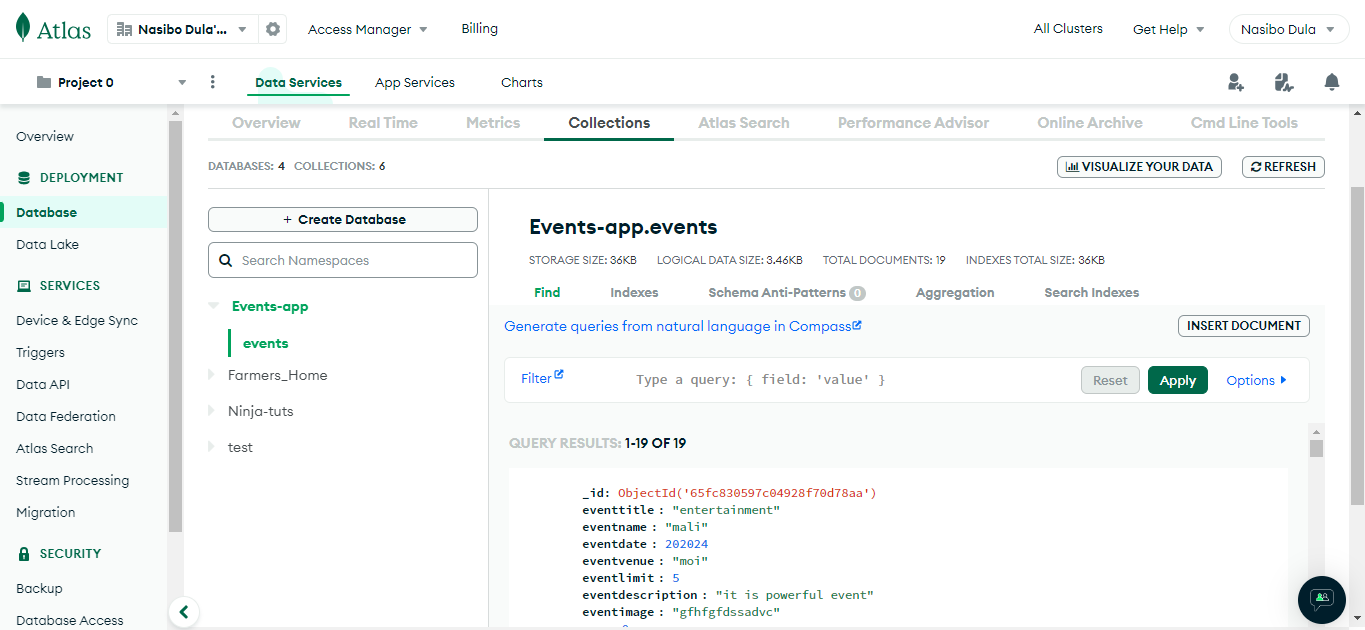 Atlas
Nasibo Dula'...
Access Manager
Billing
All Clusters
Get Help
Nasibo Dula
Project 0
Data Services
App Services
Charts
Overview
DEPLOYMENT
Database
Data Lake
SERVICES
Device & Edge Sync
Triggers
Data API
Data Federation
Atlas Search
Stream Processing
Migration
SECURITY
Backup
Database Access
Overview Real Time Metrics Collections Atlas Search Performance Advisor Online Archive Cmd Line Tools
DATABASES: 4 COLLECTIONS: 6
VISUALIZE YOUR DATA
REFRESH
+ Create Database
Search Namespaces
Events-app
events
Farmers_Home
Ninja-tuts
test
Events-app.events
STORAGE SIZE: 36KB LOGICAL DATA SIZE: 3.46KB TOTAL DOCUMENTS: 19 INDEXES TOTAL SIZE: 36KB
Find Indexes Schema Anti-Patterns 0 Aggregation Search Indexes
Generate queries from natural language in Compass
INSERT DOCUMENT
Filter
Type a query: { field: 'value' }
Reset
Apply
Options
QUERY RESULTS: 1-19 OF 19
_id: ObjectId('65fc830597c04928f70d78aa')
eventtitle : "entertainment"
eventname : "mali"
eventdate : 202024
eventvenue : "moi"
eventlimit : 5
eventdescription : "it is powerful event"
eventimage : "gfhfgfdssadvc"